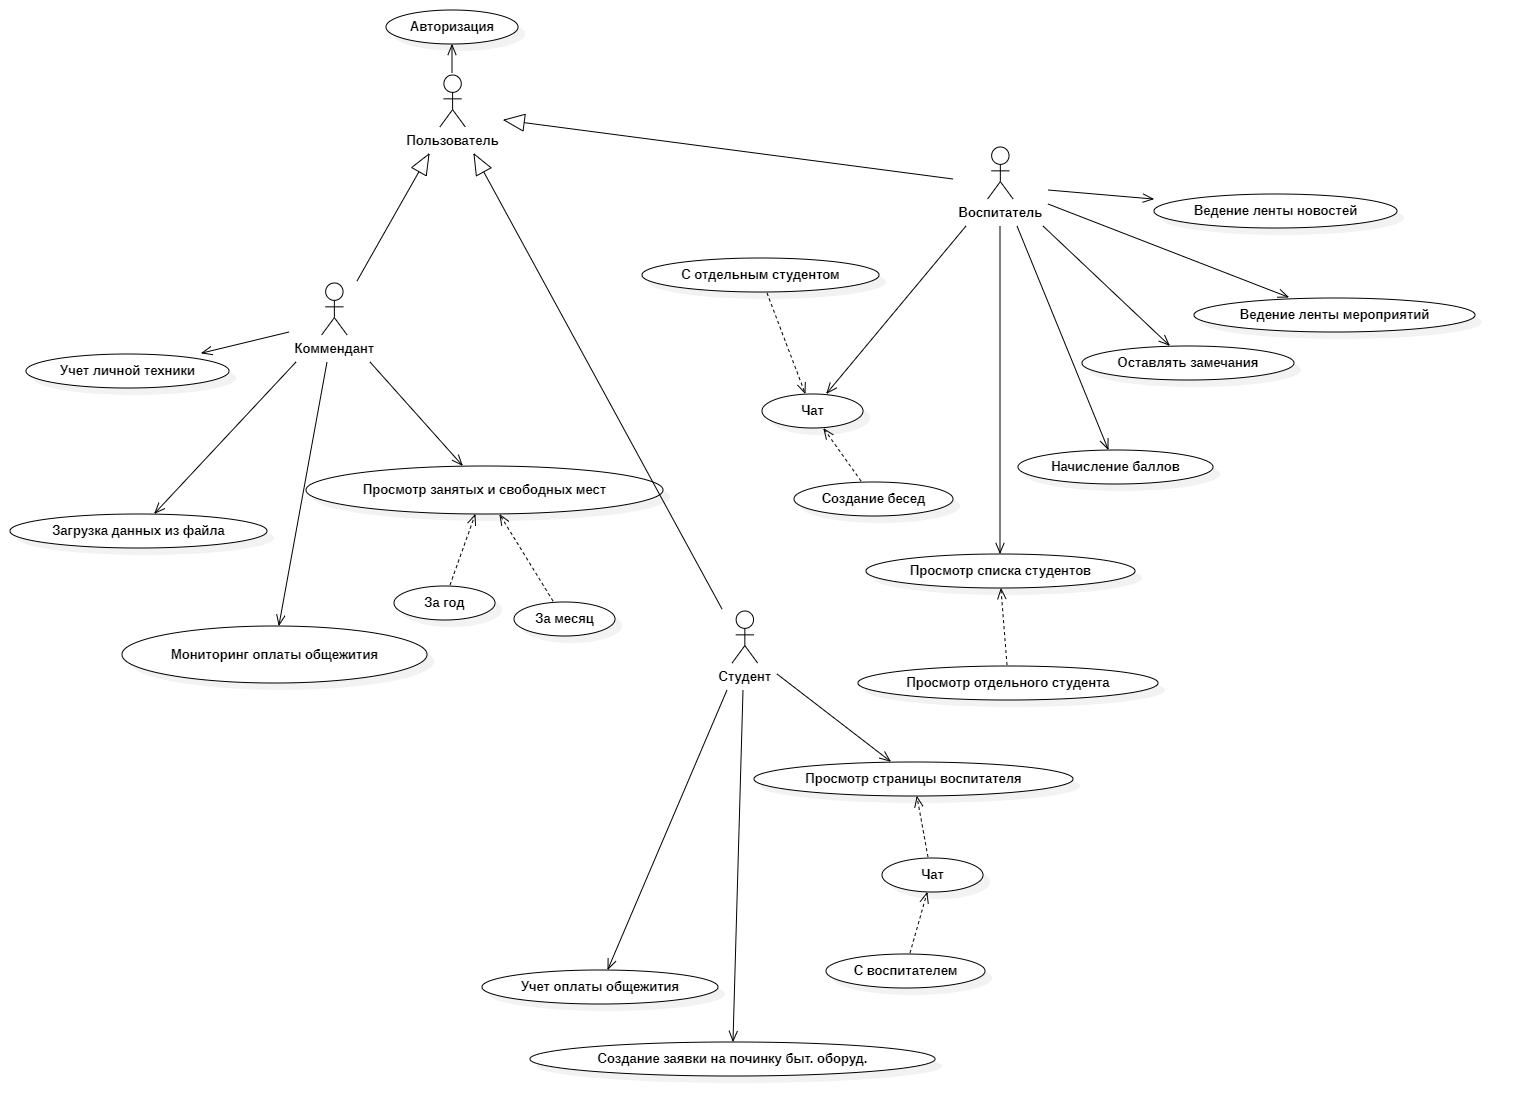 Авторизация
Пользователь
Воспитатель
Ведение ленты новостей
С отдельным студентом
Ведение ленты мероприятий
Коммендант
Учет личной техники
Оставлять замечания
Чат
Начисление баллов
Просмотр занятых и свободных мест
Создание бесед
Загрузка данных из файла
Просмотр списка студентов
За год
За месяц
Мониторинг оплаты общежития
Студент
Просмотр отдельного студента
Просмотр страницы воспитателя
Чат
С воспитателем
Учет оплаты общежития
Создание заявки на починку быт. оборуд.